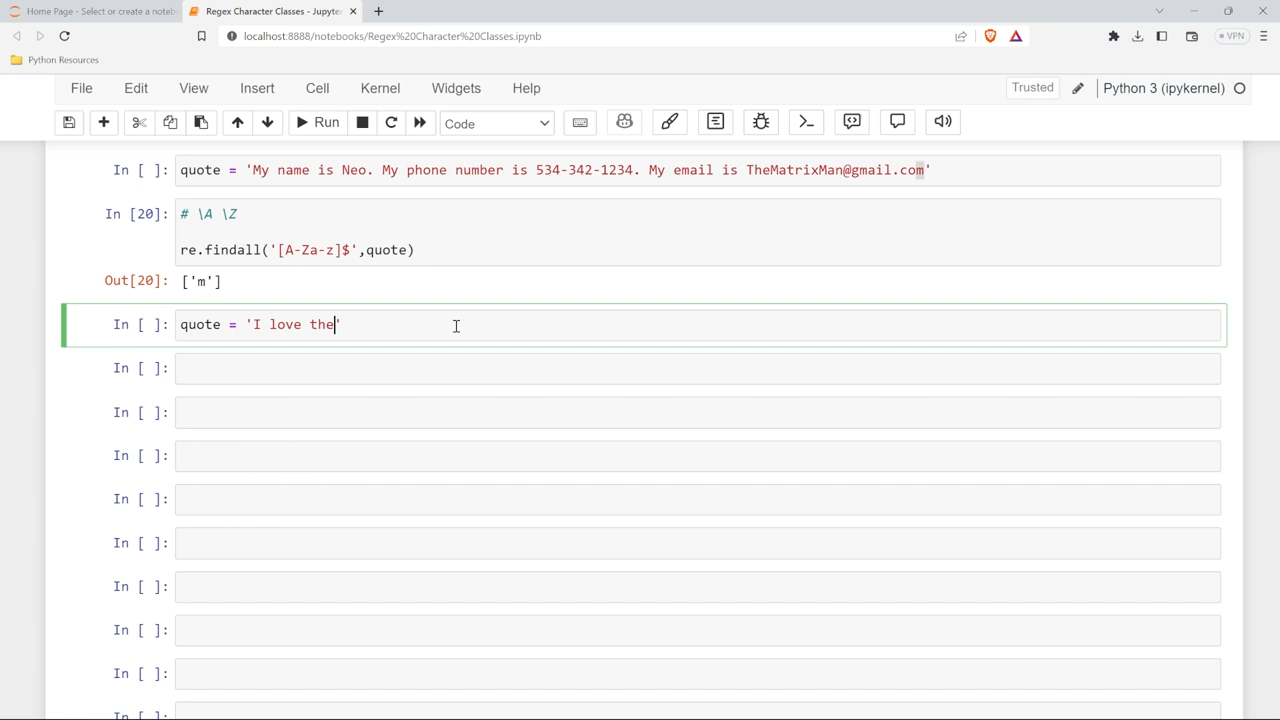 Home Page - Select or create a noteb
Regex Character Classes - Jupyter
localhost:8888/notebooks/Regex%20Character%20Classes.ipynb
VPN
Python Resources
File Edit View Insert Cell Kernel Widgets Help
Trusted
Python 3 (ipykernel)
Run
Code
In [ ]: quote = 'My name is Neo. My phone number is 534-342-1234. My email is TheMatrixMan@gmail.com'
In [20]: # \A \Z
re.findall('[A-Za-z]$',quote)
Out[20]: ['m']
In [ ]: quote = 'I love the'
In [ ]:
In [ ]:
In [ ]:
In [ ]:
In [ ]:
In [ ]:
In [ ]:
In [ ]:
In [ ]: